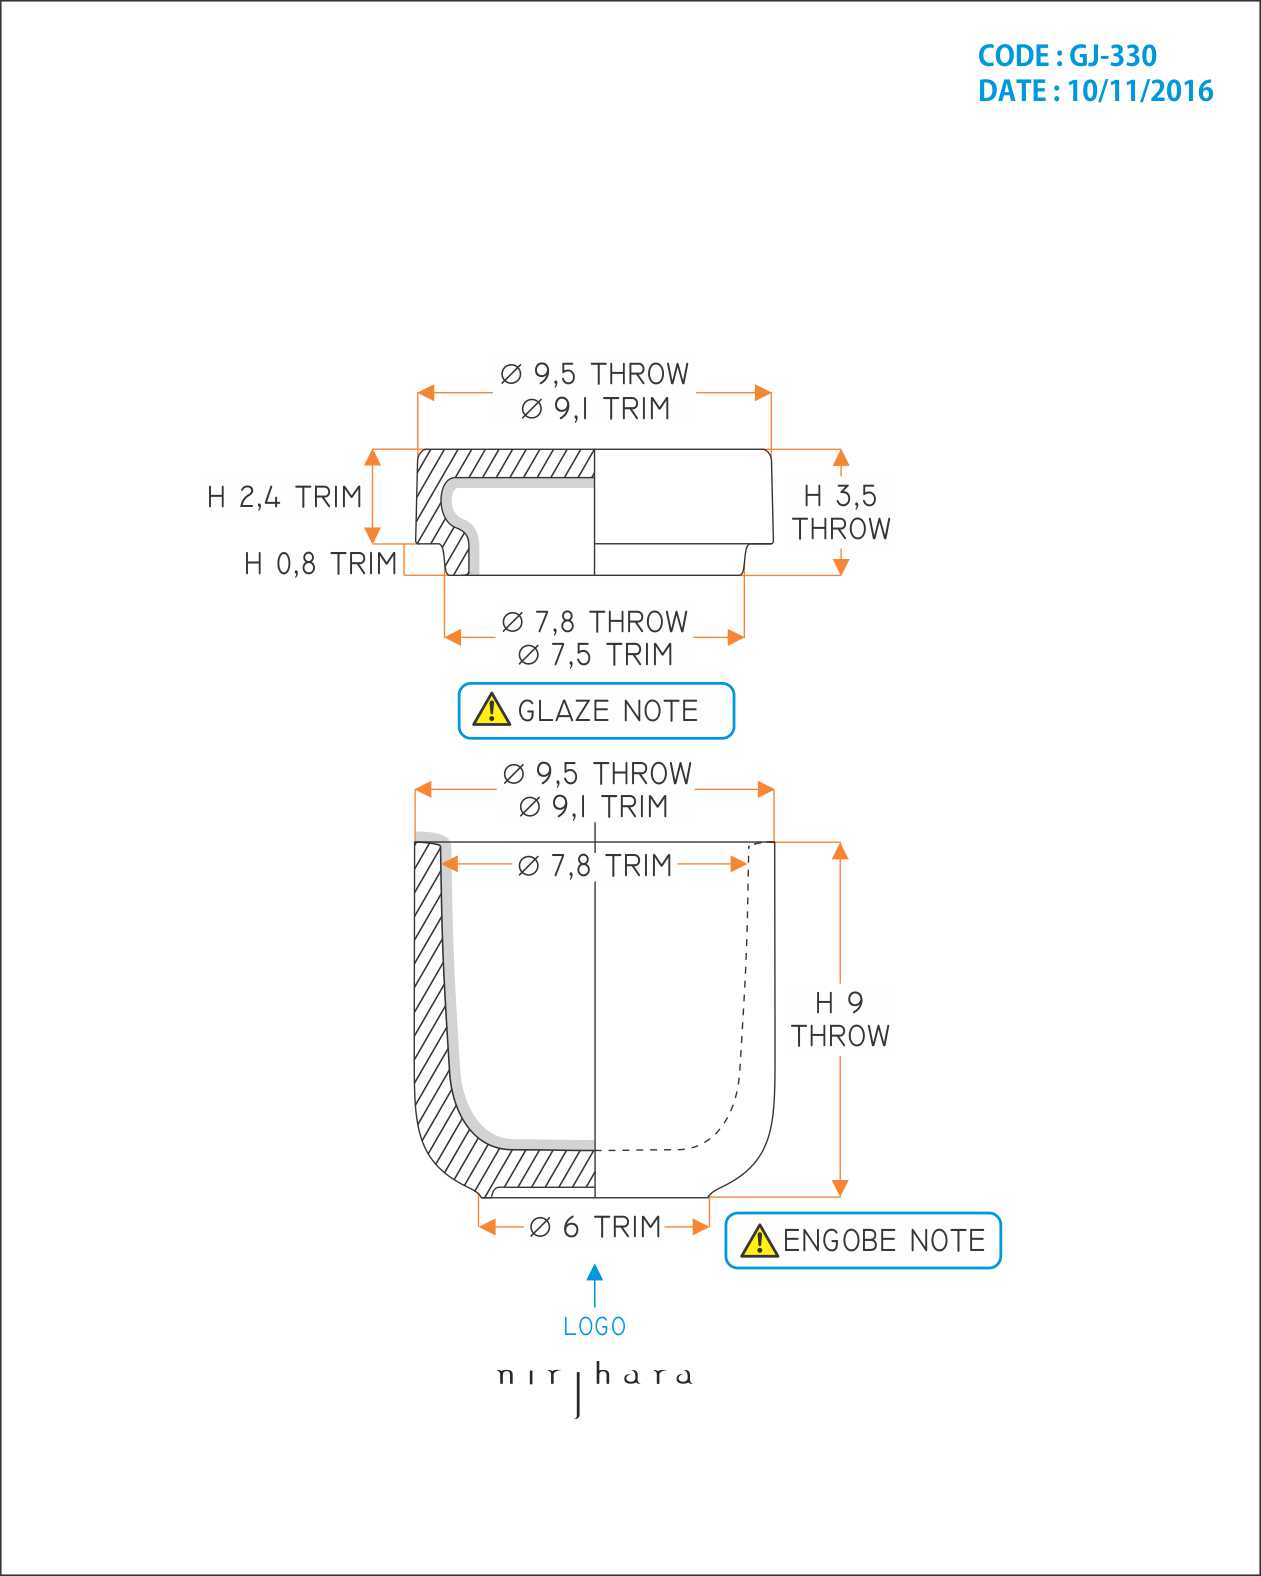 CODE : GJ-330
DATE : 10/11/2016
Ø 9,5 THROW
Ø 9,1 TRIM
H 2,4 TRIM
H 3,5
THROW
H 0,8 TRIM
Ø 7,8 THROW
Ø 7,5 TRIM
GLAZE NOTE
Ø 9,5 THROW
Ø 9,1 TRIM
Ø 7,8 TRIM
H 9
THROW
Ø 6 TRIM
ENGOBE NOTE
LOGO
nirjhara